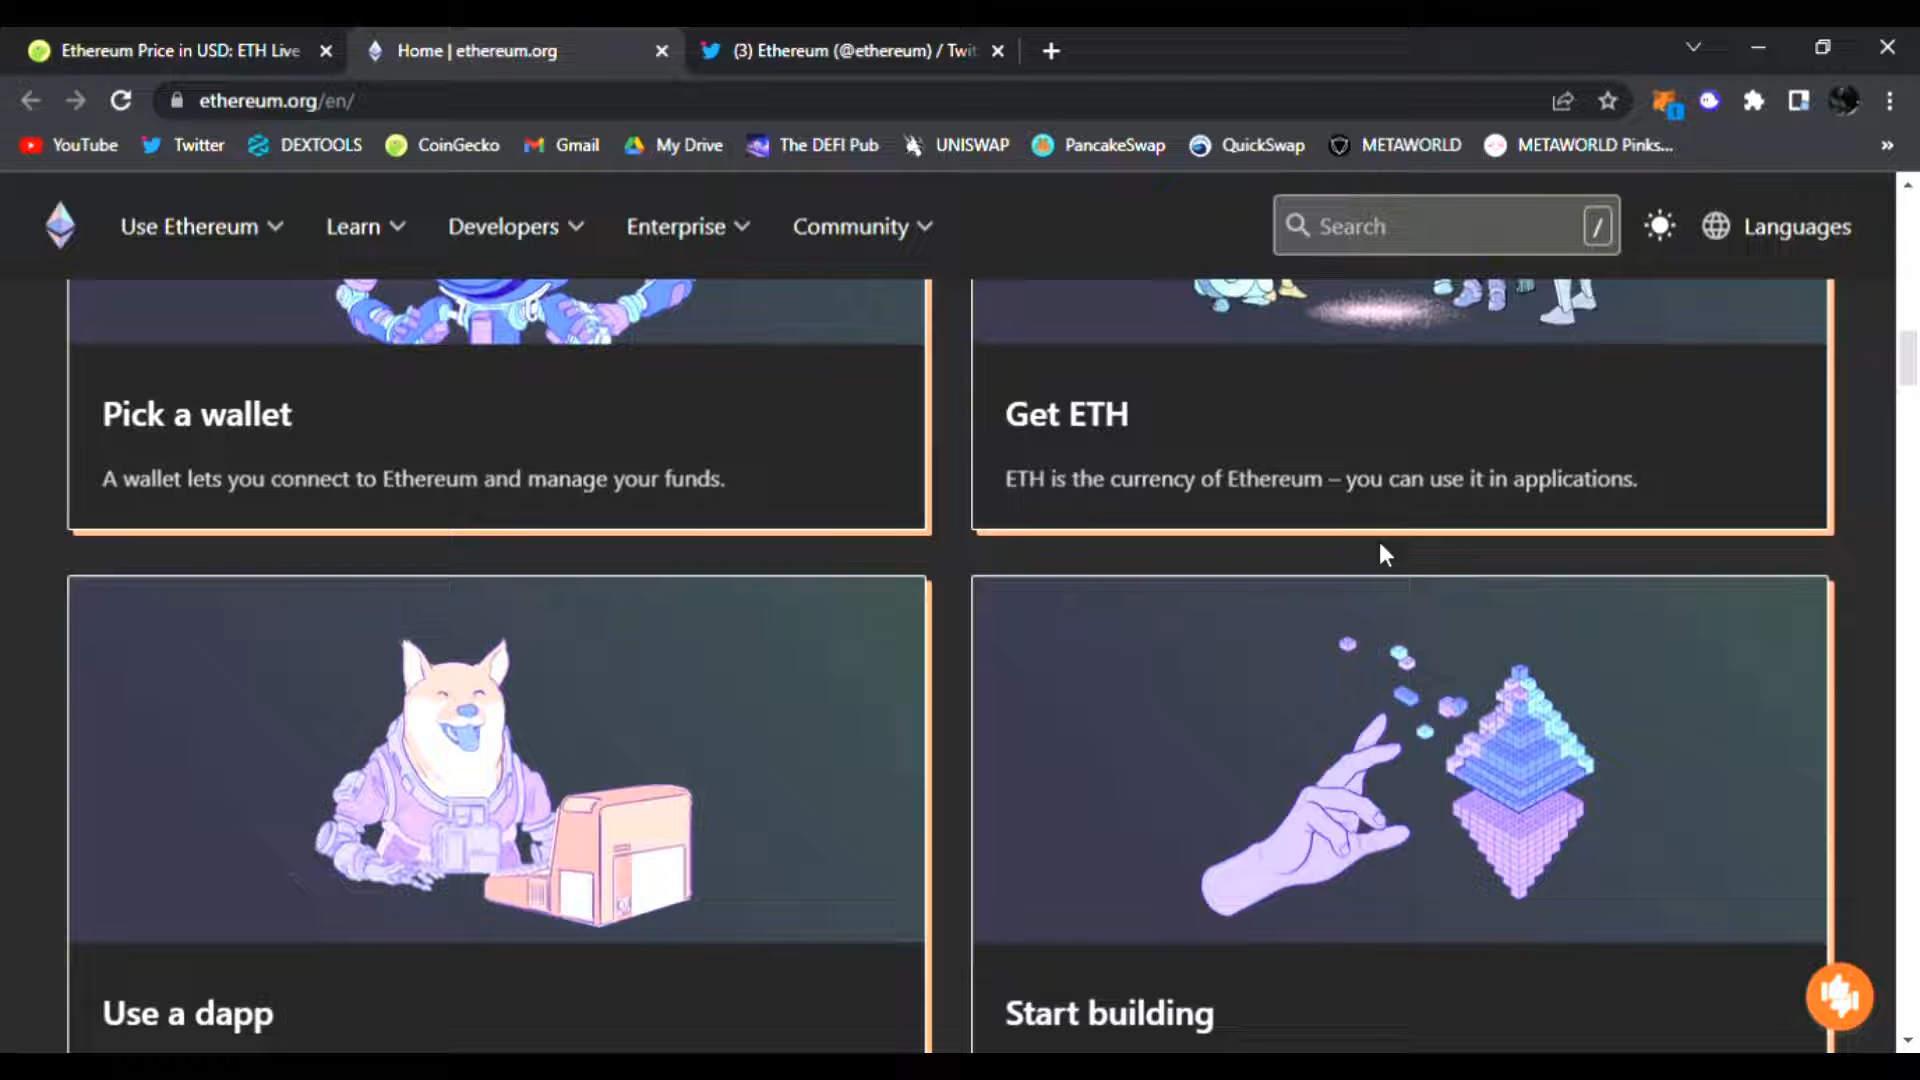 Ethereum Price in USD: ETH Live
Home | ethereum.org
(3) Ethereum (@ethereum) / Twit
ethereum.org/en/
1
YouTube
Twitter
DEXTOOLS
CoinGecko
Gmail
My Drive
The DEFI Pub
UNISWAP
PancakeSwap
QuickSwap
METAWORLD
METAWORLD Pinks...
Use Ethereum
Learn
Developers
Enterprise
Community
Search
/
Languages
Pick a wallet
A wallet lets you connect to Ethereum and manage your funds.
Get ETH
ETH is the currency of Ethereum – you can use it in applications.
Use a dapp
Start building